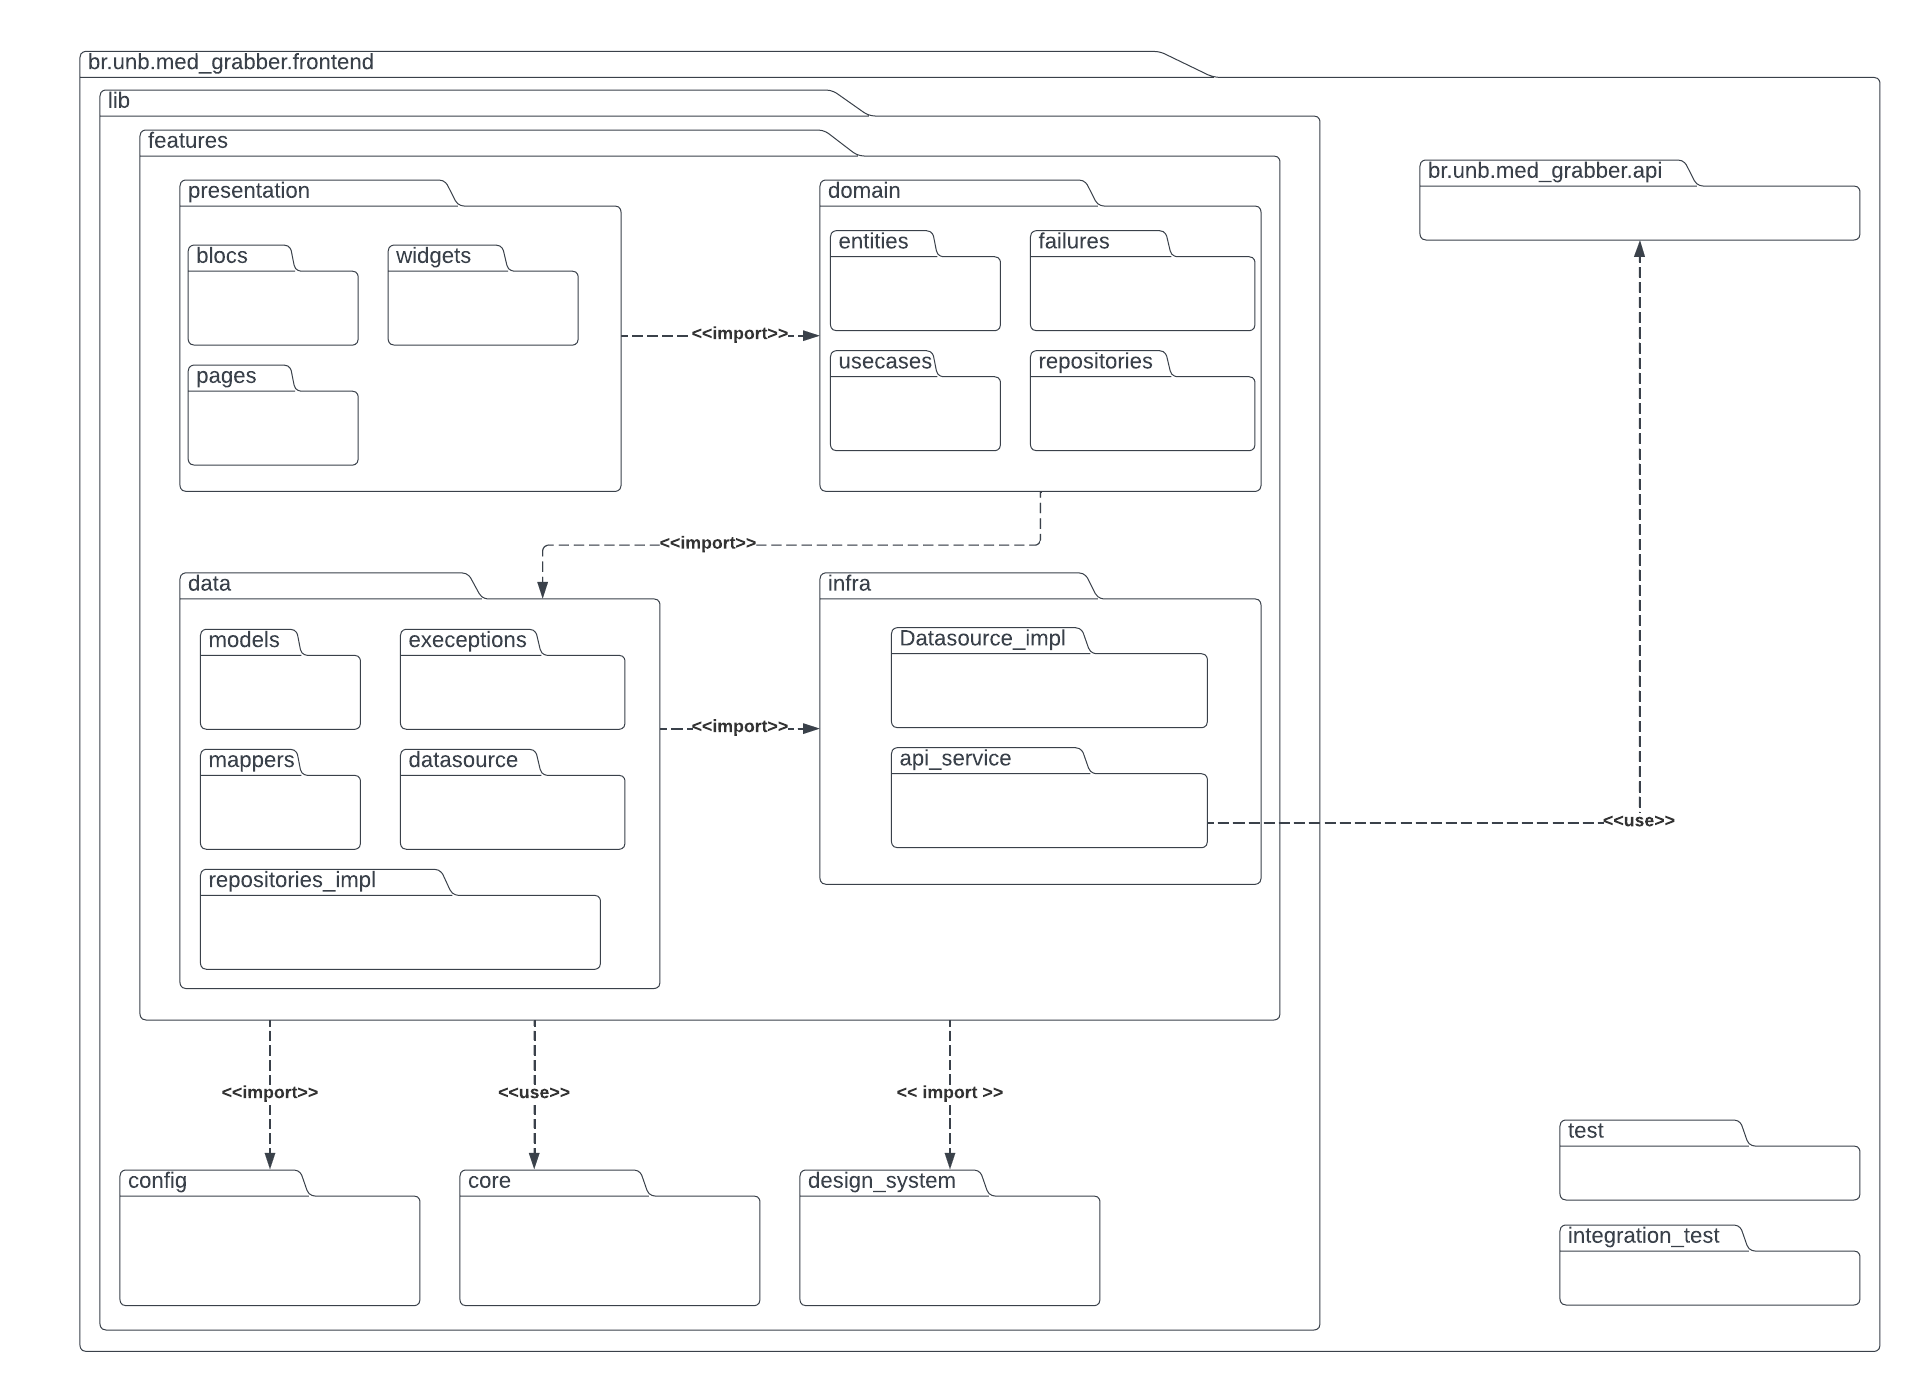 br.unb.med_grabber.frontend
lib
features
presentation
domain
br.unb.med_grabber.api
blocs
widgets
entities
failures
<<import>>
pages
usecases
repositories
<<import>>
data
infra
models
execeptions
Datasource_impl
<<import>>
mappers
datasource
api_service
<<use>>
repositories_impl
<<import>>
<<use>>
<< import >>
test
config
core
design_system
integration_test